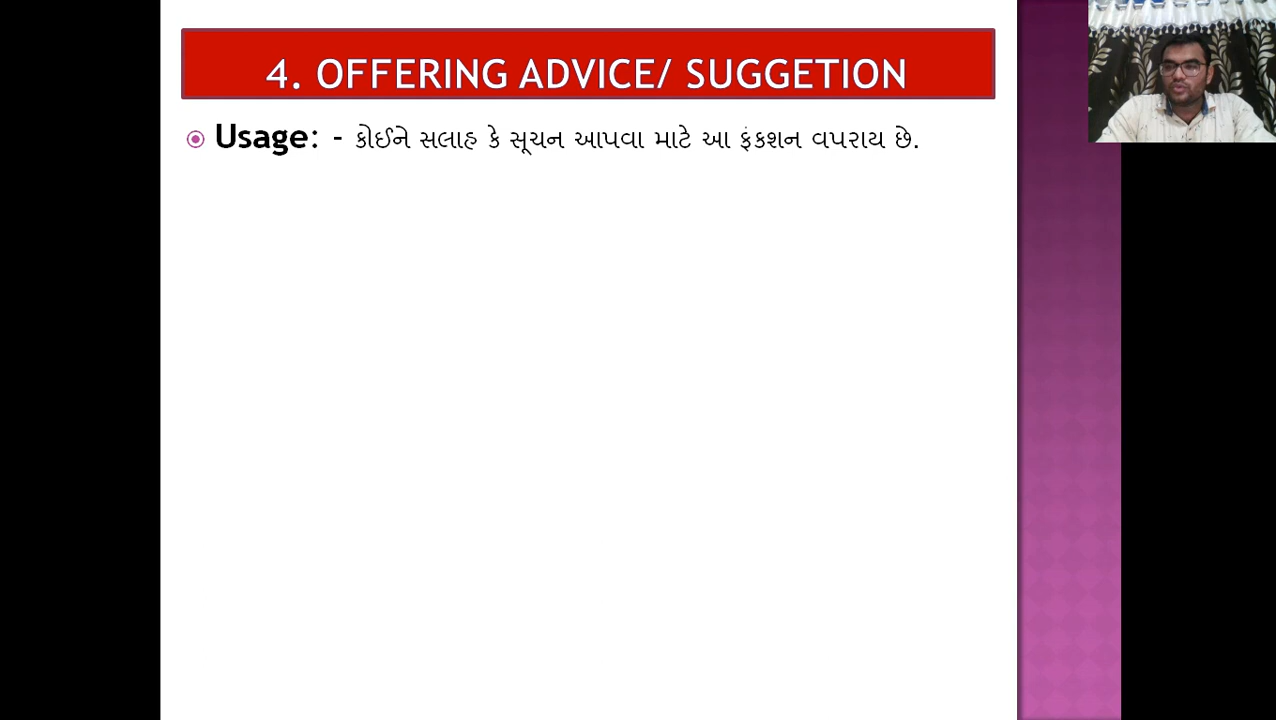 4. OFFERING ADVICE/ SUGGETION
Usage: - કોઈને સલાહ કે સૂચન આપવા માટે આ ફંકશન વપરાય છે.